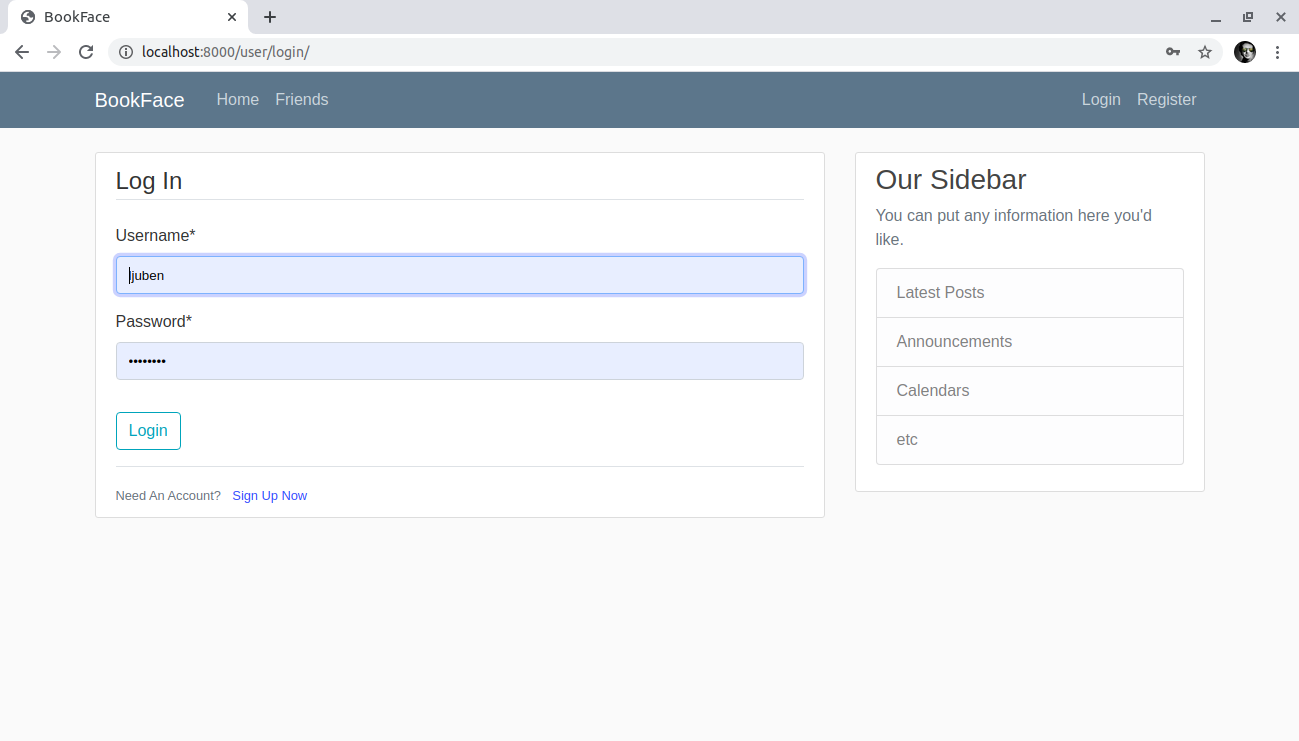 BookFace
localhost:8000/user/login/
BookFace Home Friends Login Register
Log In
Username*
ljuben
Password*
••••••••
Login
Need An Account? Sign Up Now
Our Sidebar
You can put any information here you'd
like.
Latest Posts
Announcements
Calendars
etc